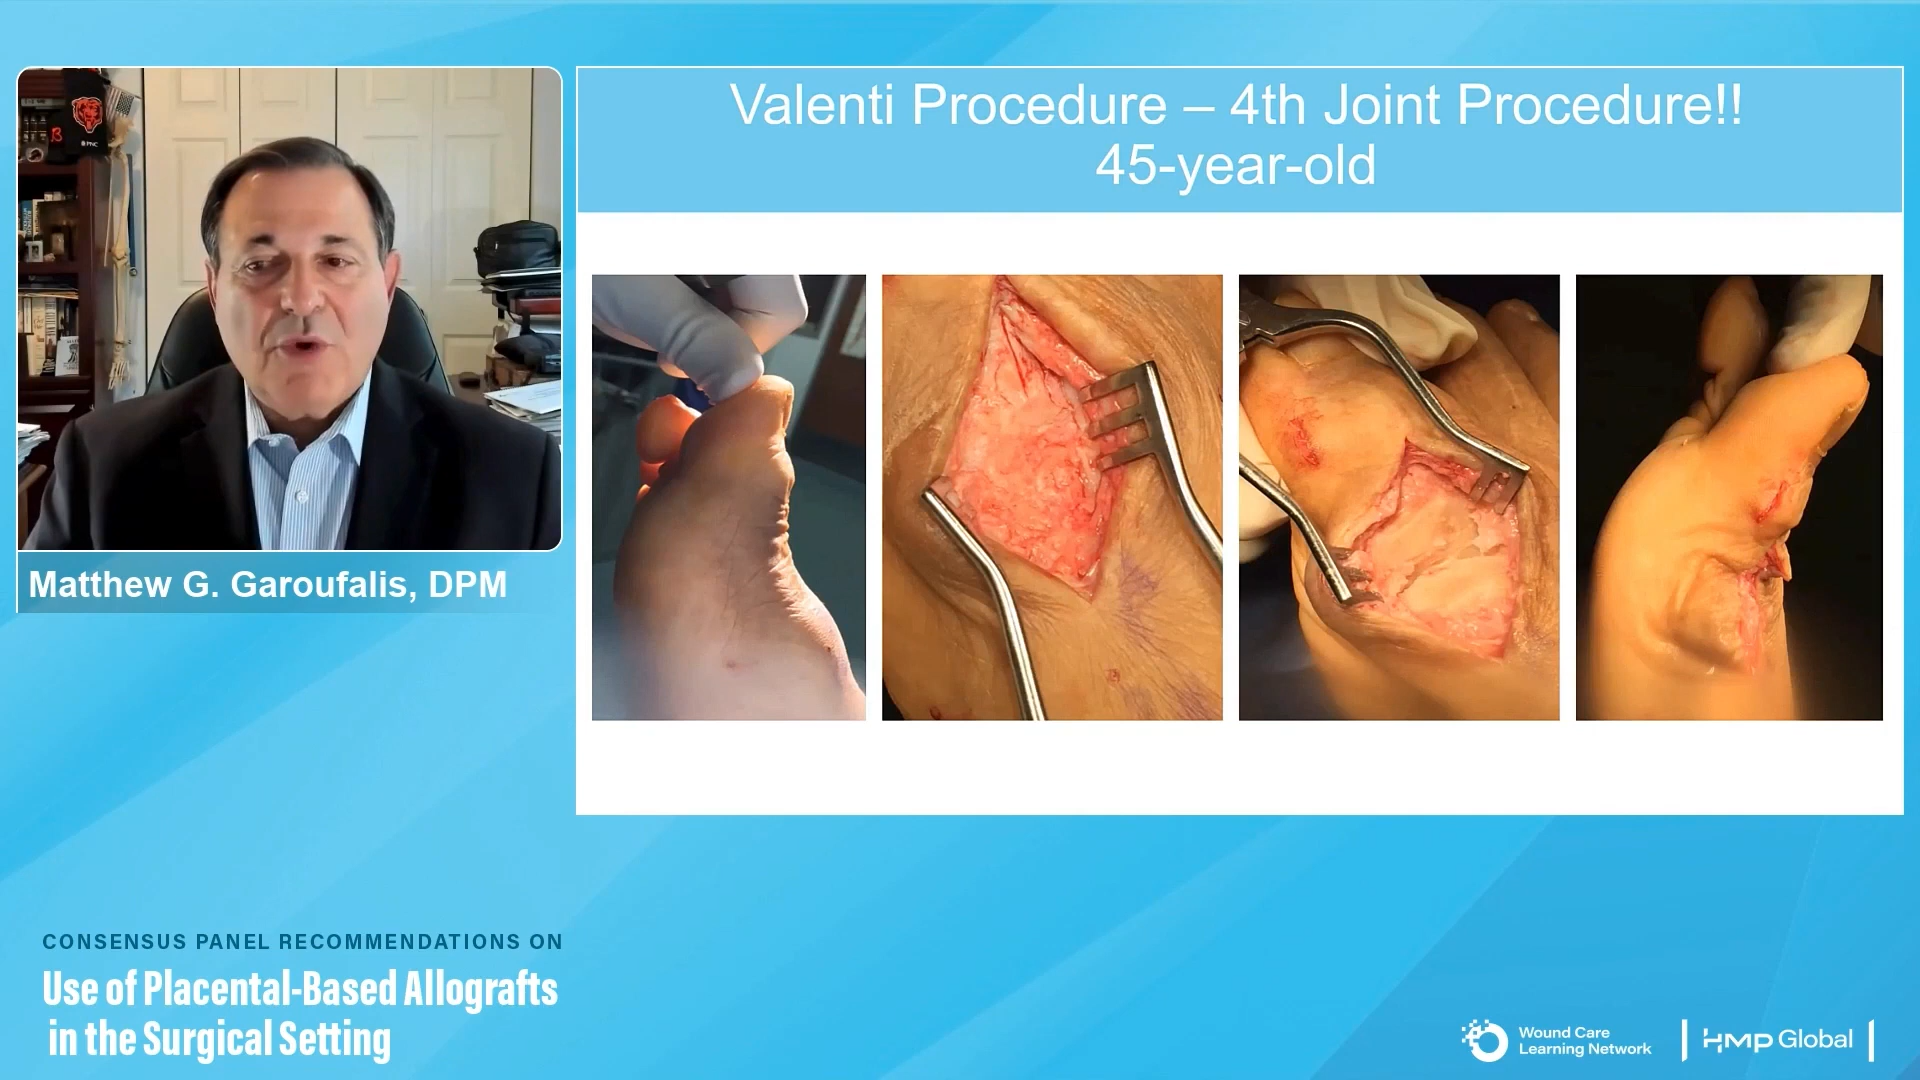 Valenti Procedure – 4th Joint Procedure!!
45-year-old
PNC
Matthew G. Garoufalis, DPM
CONSENSUS PANEL RECOMMENDATIONS ON
Use of Placental-Based Allografts
in the Surgical Setting
Wound Care
Learning Network
HMP Global